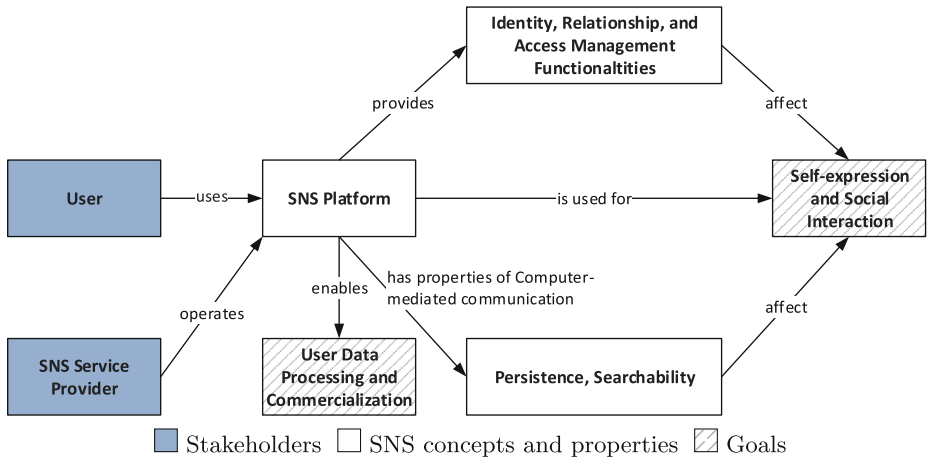 Identity, Relationship, and
Access Management
Functionaltities
provides
affect
User
uses
SNS Platform
is used for
Self-expression
and Social
Interaction
has properties of Computer-
mediated communication
enables
operates
affect
SNS Service
Provider
User Data
Processing and
Commercialization
Persistence, Searchability
Stakeholders SNS concepts and properties Goals